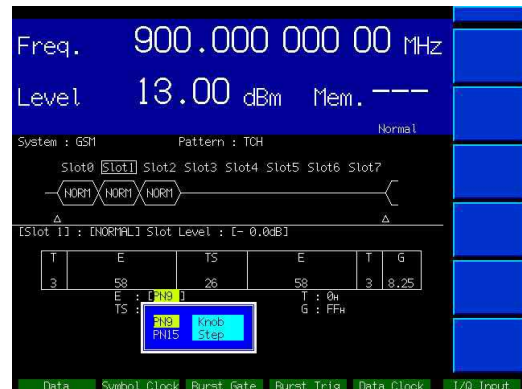 Freq. 900.000 000 00 MHz
Level 13.00 dBm Mem.---
Normal
System : GSM Pattern : TCH
Slot0 Slot1 Slot2 Slot3 Slot4 Slot5 Slot6 Slot7
NORM NORM NORM
[Slot 1] : [NORMAL] Slot Level : [- 0.0dB]
T E TS E T G
3 58 26 58 3 8.25
E : [PN9 ] T : 0H
TS : G : FFH
PN9 Knob
PN15 Step
Data Symbol Clock Burst Gate Burst Trig Data Clock I/Q Input